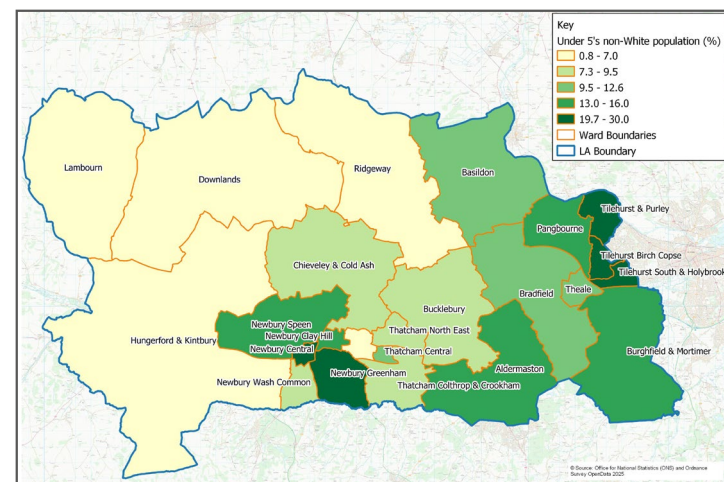 Key
Under 5's non-White population (%)
0.8 - 7.0
7.3 - 9.5
9.5 - 12.6
13.0 - 16.0
19.7 - 30.0
Ward Boundaries
LA Boundary
Lambourn
Downlands
Ridgeway
Basildon
Tilehurst & Purley
Pangbourne
Tilehurst Birch Copse
Tilehurst South & Holybrook
Chieveley & Cold Ash
Theale
Bradfield
Bucklebury
Newbury Speen
Thatcham North East
Newbury Clay Hill
Hungerford & Kintbury
Newbury Central
Thatcham Central
Burghfield & Mortimer
Aldermaston
Newbury Greenham
Newbury Wash Common
Thatcham Colthrop & Crookham
© Source: Office for National Statistics (ONS) and Ordnance
Survey OpenData 2025